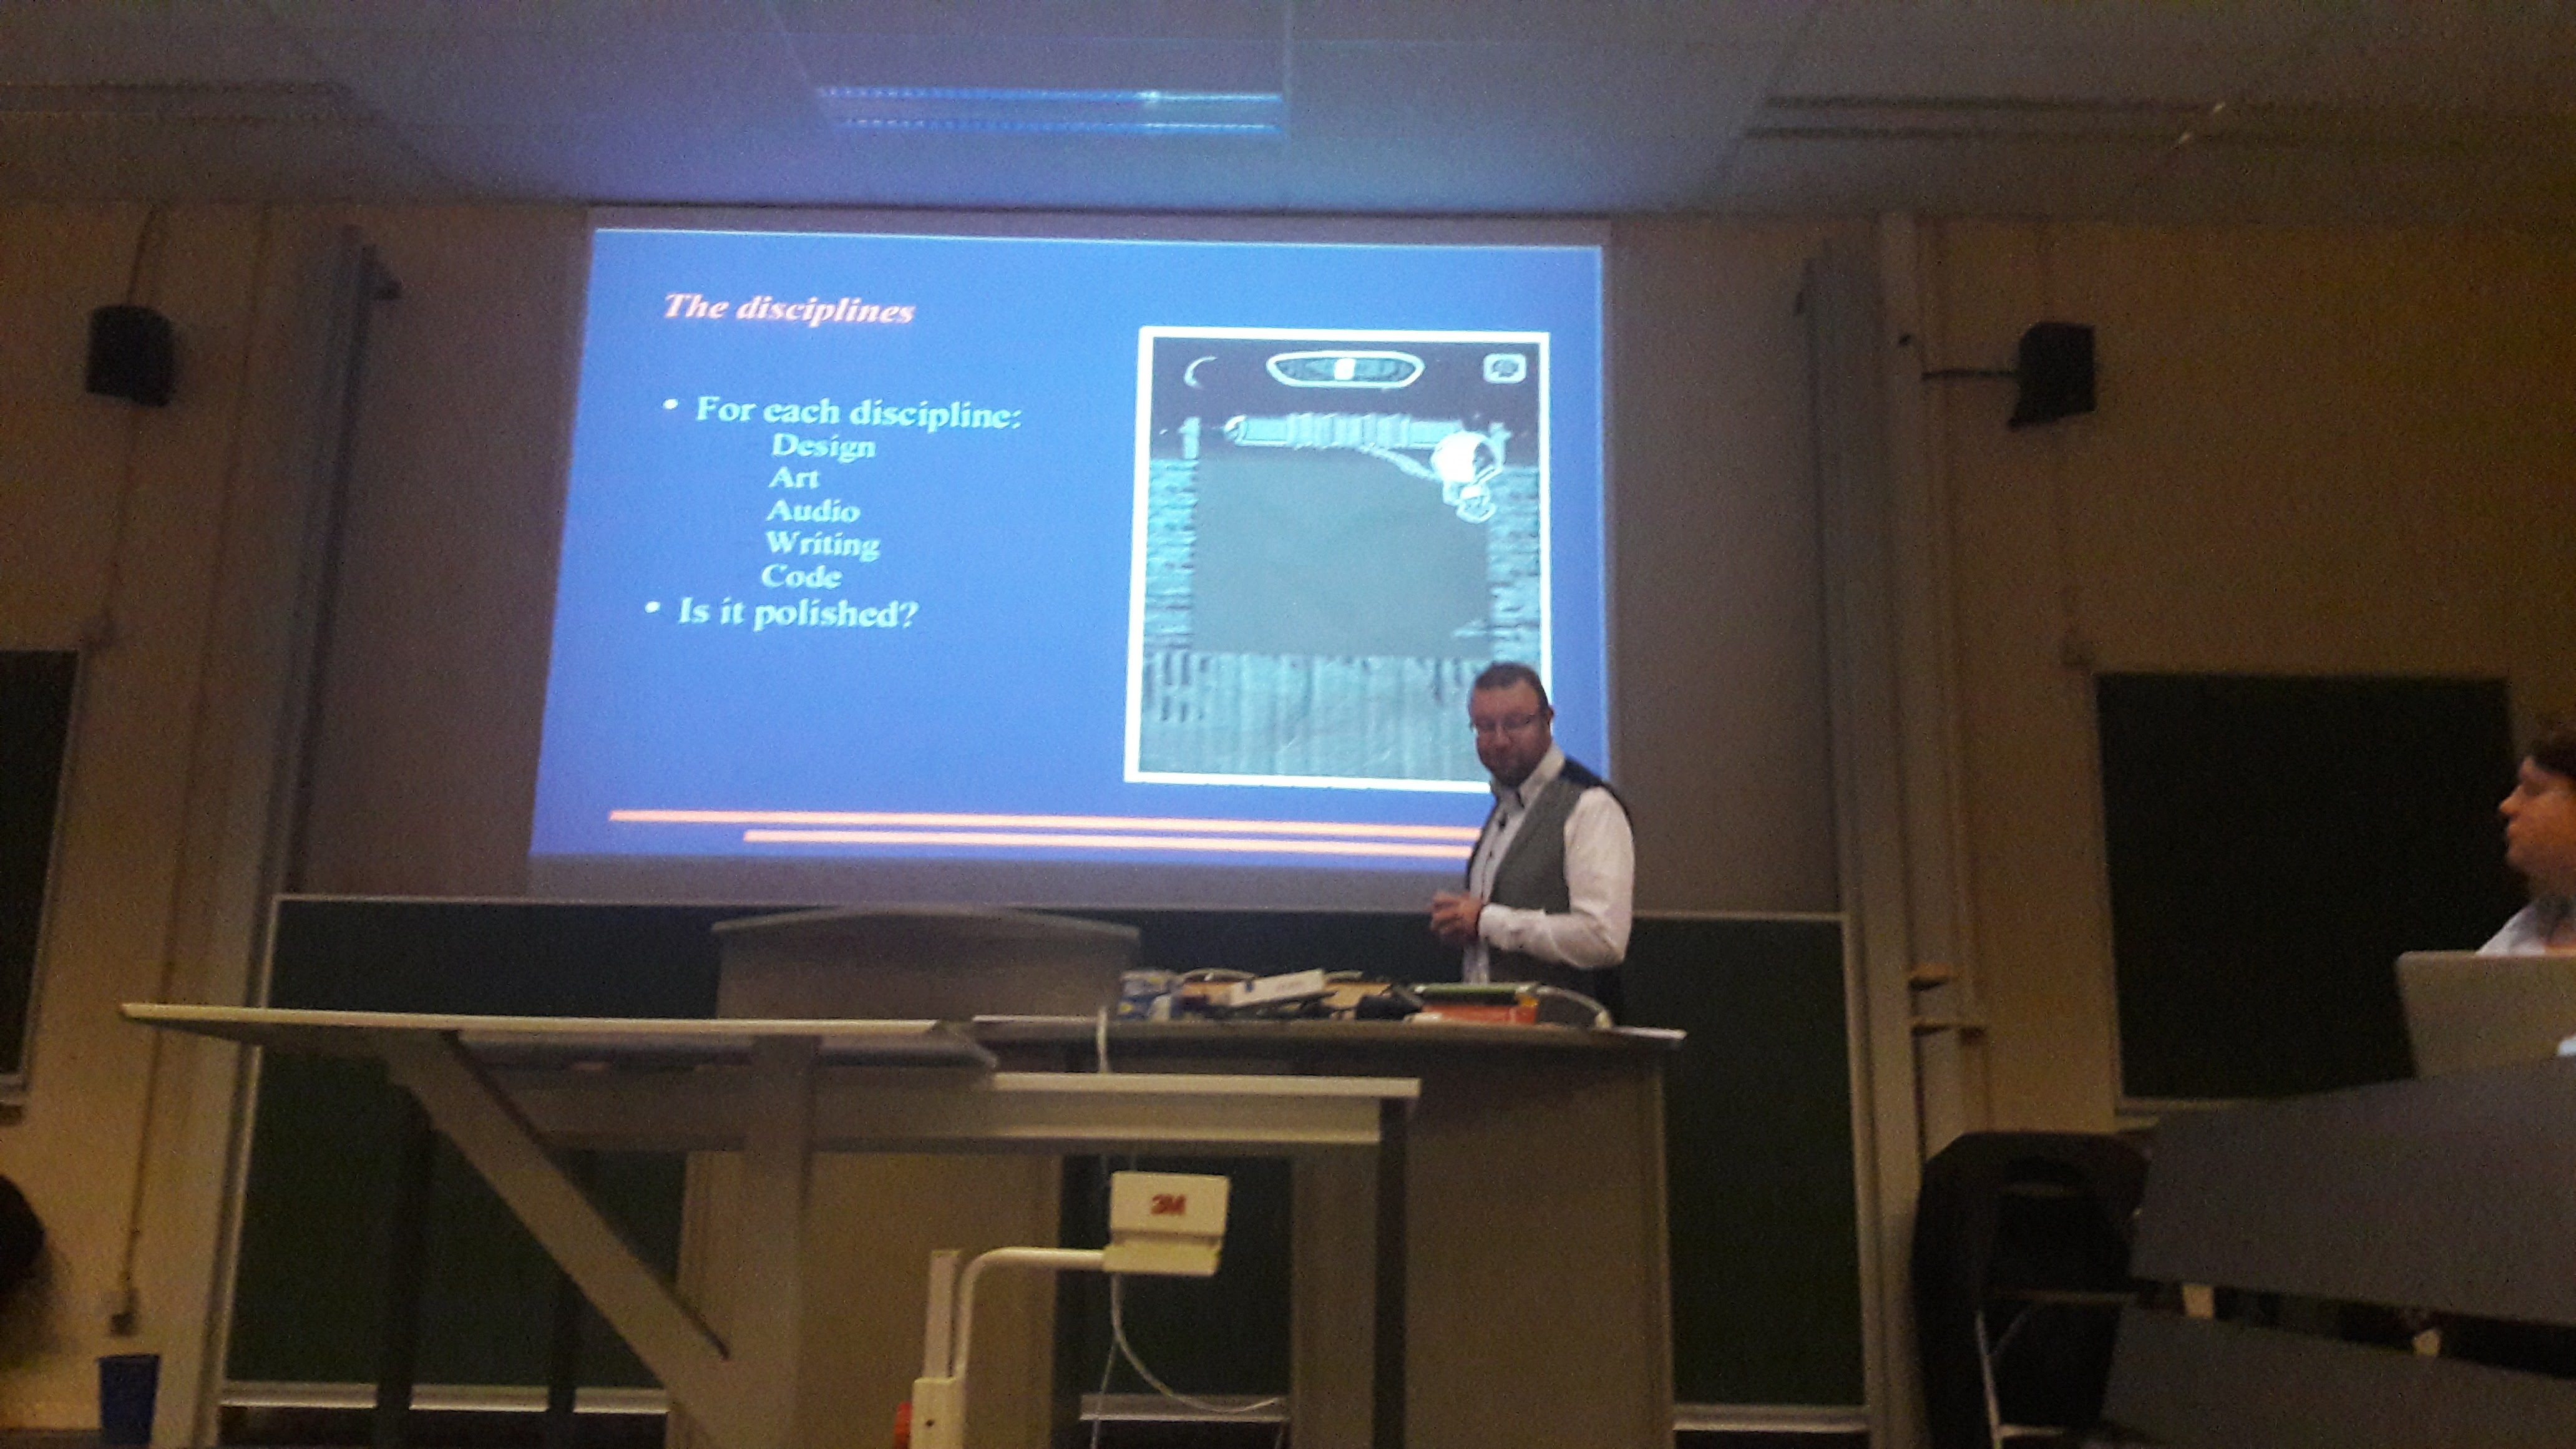 The disciplines
• For each discipline:
Design
Art
Audio
Writing
Code
• Is it polished?
3M